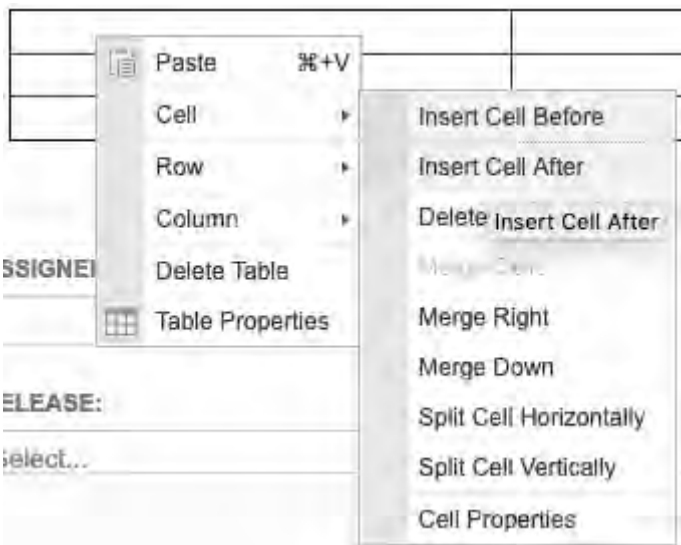 Paste ⌘+V
Cell
Row
Column
Delete Table
Table Properties
Insert Cell Before
Insert Cell After
Delete
Insert Cell After
Merge Right
Merge Down
Split Cell Horizontally
Split Cell Vertically
Cell Properties
SSIGNE
ELEASE:
Select...